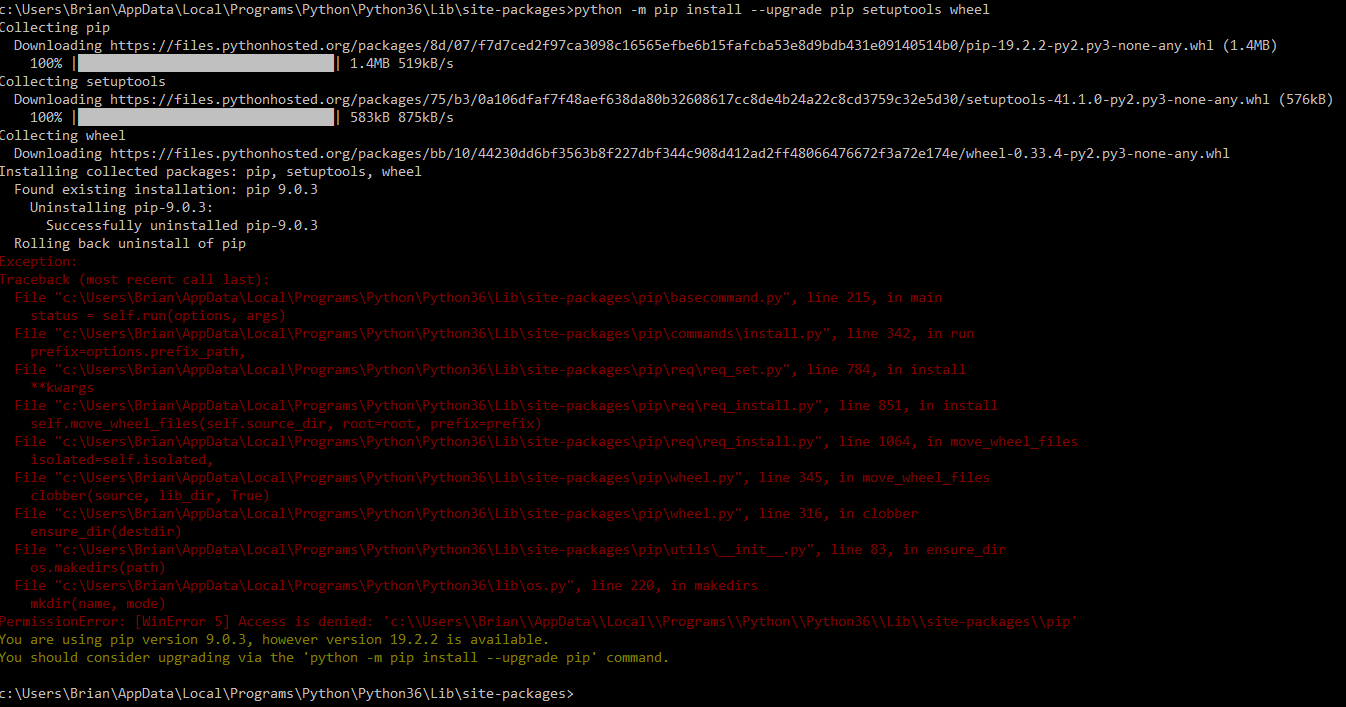 c:\Users\Brian\AppData\Local\Programs\Python\Python36\Lib\site-packages>python -m pip install --upgrade pip setuptools wheel
Collecting pip
  Downloading https://files.pythonhosted.org/packages/8d/07/f7d7ced2f97ca3098c16565efbe6b15fafcba53e8d9bdb431e09140514b0/pip-19.2.2-py2.py3-none-any.whl (1.4MB)
    100% |████████████████████████████████| 1.4MB 519kB/s
Collecting setuptools
  Downloading https://files.pythonhosted.org/packages/75/b3/0a106dfaf7f48aef638da80b32608617cc8de4b24a22c8cd3759c32e5d30/setuptools-41.1.0-py2.py3-none-any.whl (576kB)
    100% |████████████████████████████████| 583kB 875kB/s
Collecting wheel
  Downloading https://files.pythonhosted.org/packages/bb/10/44230dd6bf3563b8f227dbf344c908d412ad2ff48066476672f3a72e174e/wheel-0.33.4-py2.py3-none-any.whl
Installing collected packages: pip, setuptools, wheel
  Found existing installation: pip 9.0.3
    Uninstalling pip-9.0.3:
      Successfully uninstalled pip-9.0.3
  Rolling back uninstall of pip
Exception:
Traceback (most recent call last):
  File "c:\Users\Brian\AppData\Local\Programs\Python\Python36\Lib\site-packages\pip\basecommand.py", line 215, in main
    status = self.run(options, args)
  File "c:\Users\Brian\AppData\Local\Programs\Python\Python36\Lib\site-packages\pip\commands\install.py", line 342, in run
    prefix=options.prefix_path,
  File "c:\Users\Brian\AppData\Local\Programs\Python\Python36\Lib\site-packages\pip\req\req_set.py", line 784, in install
    **kwargs
  File "c:\Users\Brian\AppData\Local\Programs\Python\Python36\Lib\site-packages\pip\req\req_install.py", line 851, in install
    self.move_wheel_files(self.source_dir, root=root, prefix=prefix)
  File "c:\Users\Brian\AppData\Local\Programs\Python\Python36\Lib\site-packages\pip\req\req_install.py", line 1064, in move_wheel_files
    isolated=self.isolated,
  File "c:\Users\Brian\AppData\Local\Programs\Python\Python36\Lib\site-packages\pip\wheel.py", line 345, in move_wheel_files
    clobber(source, lib_dir, True)
  File "c:\Users\Brian\AppData\Local\Programs\Python\Python36\Lib\site-packages\pip\wheel.py", line 316, in clobber
    ensure_dir(destdir)
  File "c:\Users\Brian\AppData\Local\Programs\Python\Python36\Lib\site-packages\pip\utils\__init__.py", line 83, in ensure_dir
    os.makedirs(path)
  File "c:\Users\Brian\AppData\Local\Programs\Python\Python36\lib\os.py", line 220, in makedirs
    mkdir(name, mode)
PermissionError: [WinError 5] Access is denied: 'c:\\Users\\Brian\\AppData\\Local\\Programs\\Python\\Python36\\Lib\\site-packages\\pip'
You are using pip version 9.0.3, however version 19.2.2 is available.
You should consider upgrading via the 'python -m pip install --upgrade pip' command.
c:\Users\Brian\AppData\Local\Programs\Python\Python36\Lib\site-packages>